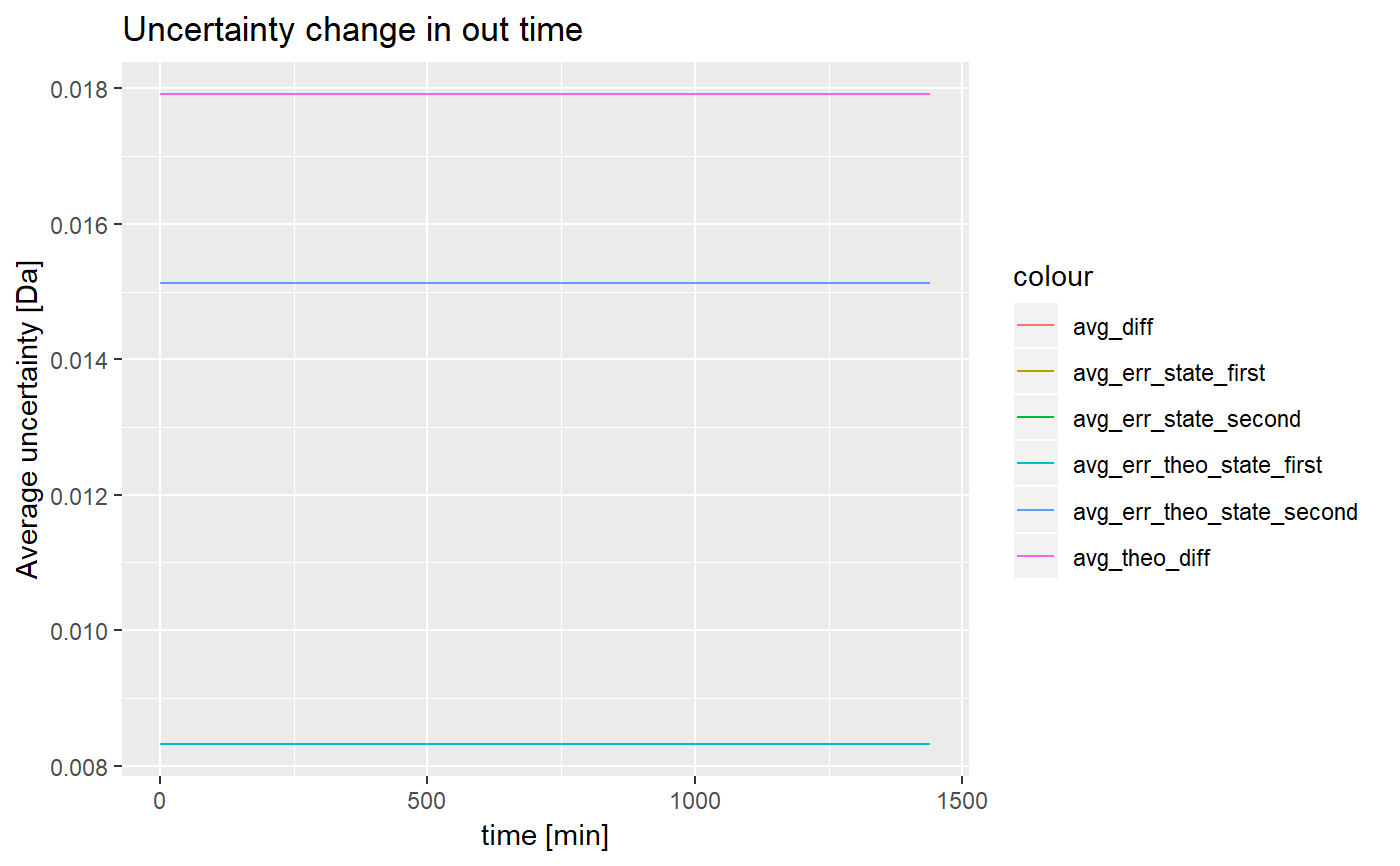 Uncertainty change in out time
Average uncertainty [Da]
0.018
0.016
0.014
0.012
0.010
0.008
0
500
1000
1500
time [min]
colour
avg_diff
avg_err_state_first
avg_err_state_second
avg_err_theo_state_first
avg_err_theo_state_second
avg_theo_diff